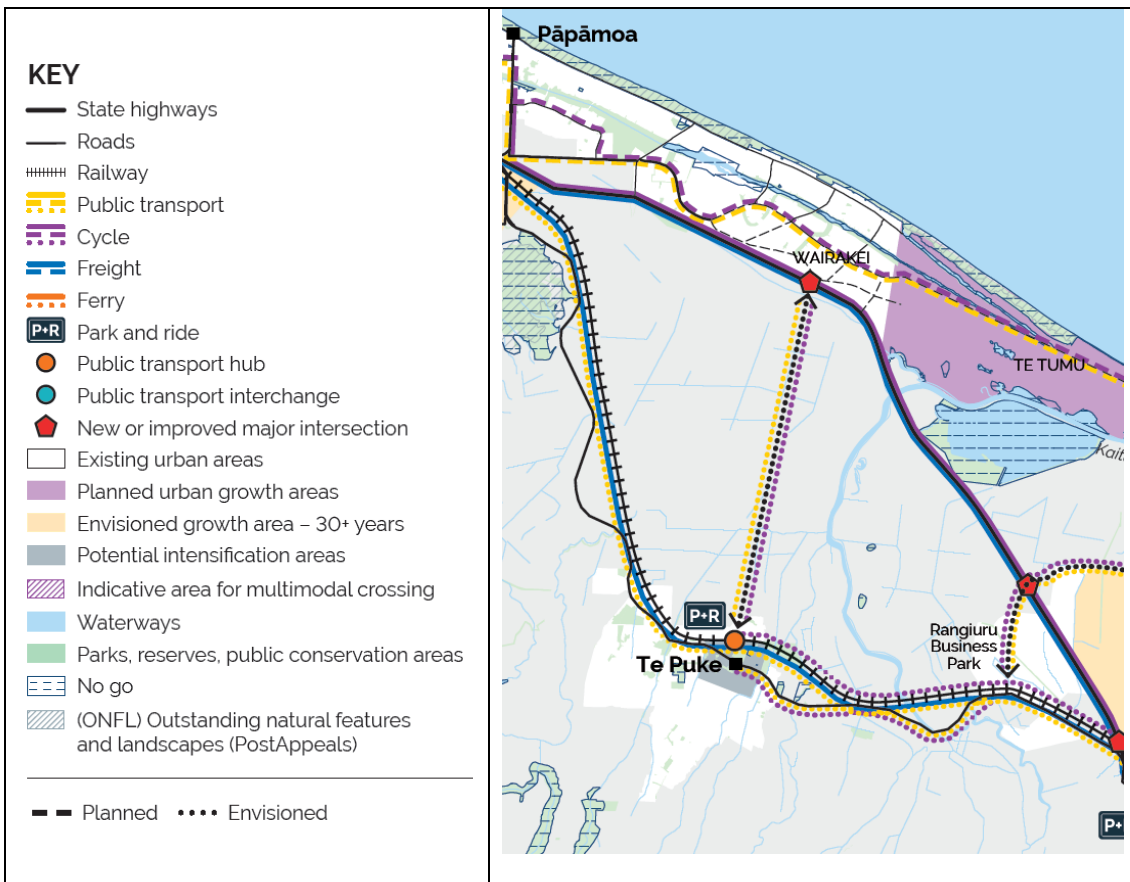 KEY
State highways
Roads
Railway
Public transport
Cycle
Freight
Ferry
P+R Park and ride
Public transport hub
Public transport interchange
New or improved major intersection
Existing urban areas
Planned urban growth areas
Envisioned growth area – 30+ years
Potential intensification areas
Indicative area for multimodal crossing
Waterways
Parks, reserves, public conservation areas
No go
(ONFL) Outstanding natural features
and landscapes (PostAppeals)
Planned Envisioned
Pāpāmoa
WAIRAKEI
TE TUMU
Kait
P+R
Rangiuru
Business
Park
Te Puke
P+